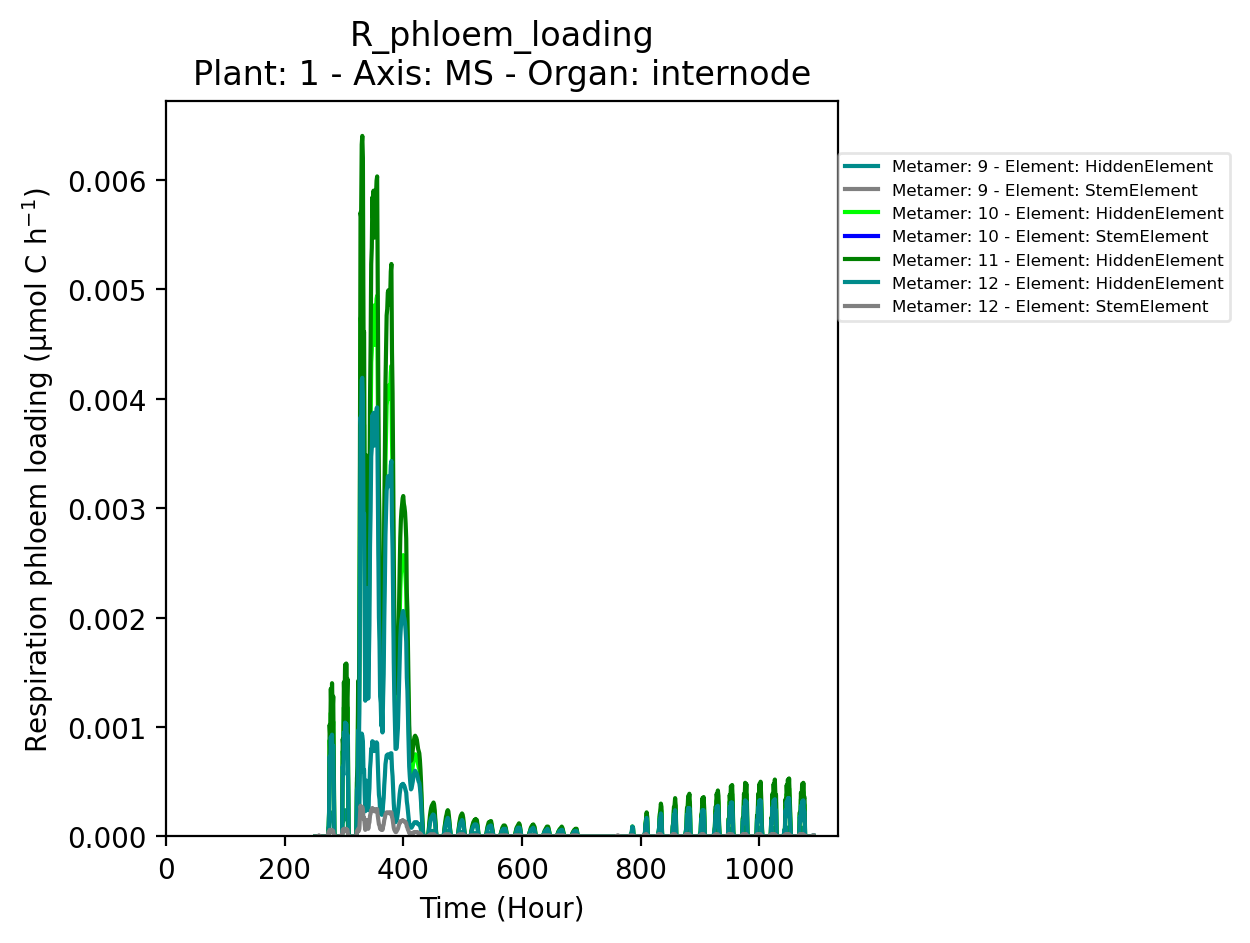 R_phloem_loading
Plant: 1 - Axis: MS - Organ: internode
Respiration phloem loading (µmol C h⁻¹)
0.006
0.005
0.004
0.003
0.002
0.001
0.000
0 200 400 600 800 1000
Time (Hour)
Metamer: 9 - Element: HiddenElement
Metamer: 9 - Element: StemElement
Metamer: 10 - Element: HiddenElement
Metamer: 10 - Element: StemElement
Metamer: 11 - Element: HiddenElement
Metamer: 12 - Element: HiddenElement
Metamer: 12 - Element: StemElement